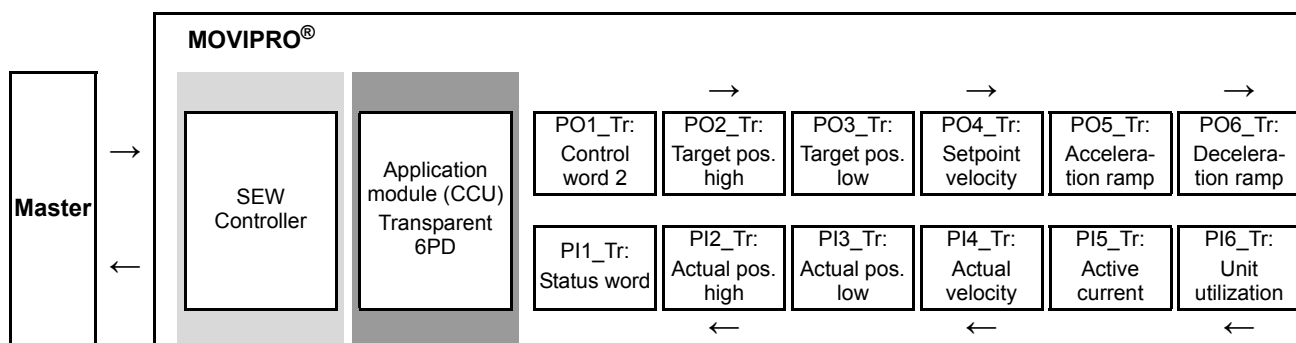 MOVIPRO®
Master
SEW
Controller
Application
module (CCU)
Transparent
6PD
→
→ → →
PO1_Tr:
Control
word 2
PO2_Tr:
Target pos.
high
PO3_Tr:
Target pos.
low
PO4_Tr:
Setpoint
velocity
PO5_Tr:
Accelera-
tion ramp
PO6_Tr:
Decelera-
tion ramp
PI1_Tr:
Status word
PI2_Tr:
Actual pos.
high
PI3_Tr:
Actual pos.
low
PI4_Tr:
Actual
velocity
PI5_Tr:
Active
current
PI6_Tr:
Unit
utilization
←
← ← ←